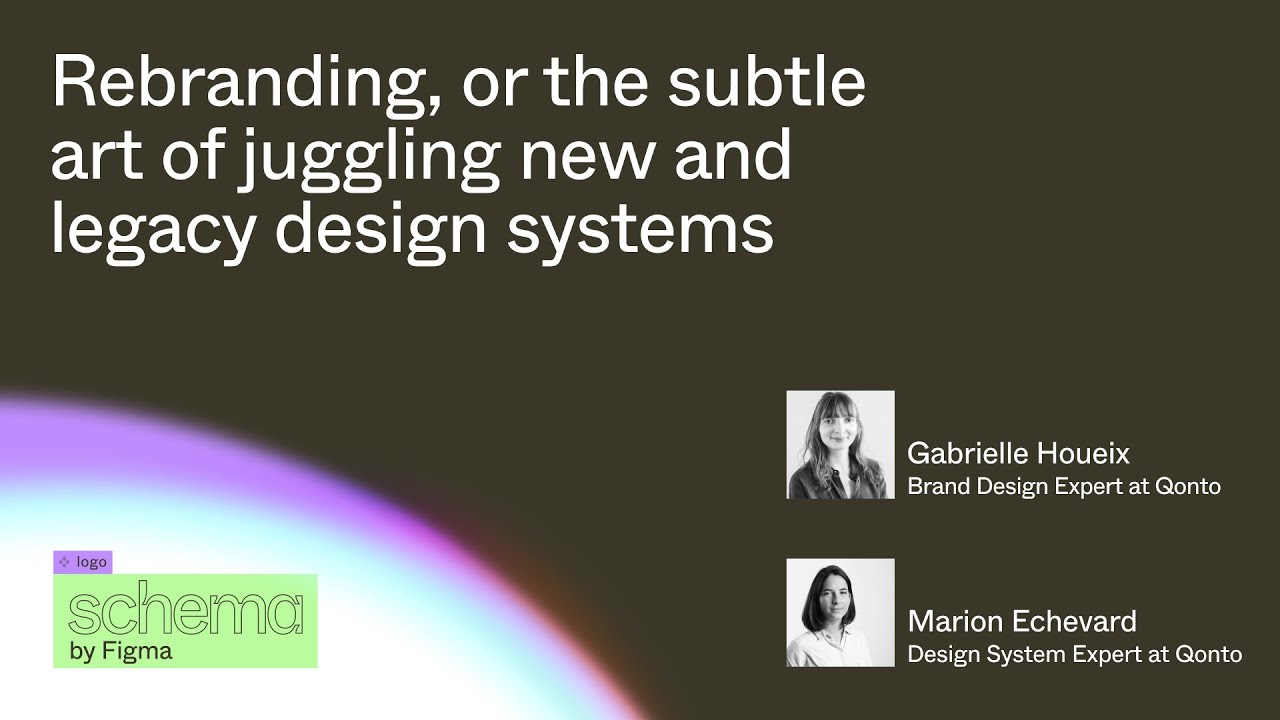 Rebranding, or the subtle
art of juggling new and
legacy design systems
Gabrielle Houeix
Brand Design Expert at Qonto
logo
schema
by Figma
Marion Echevard
Design System Expert at Qonto